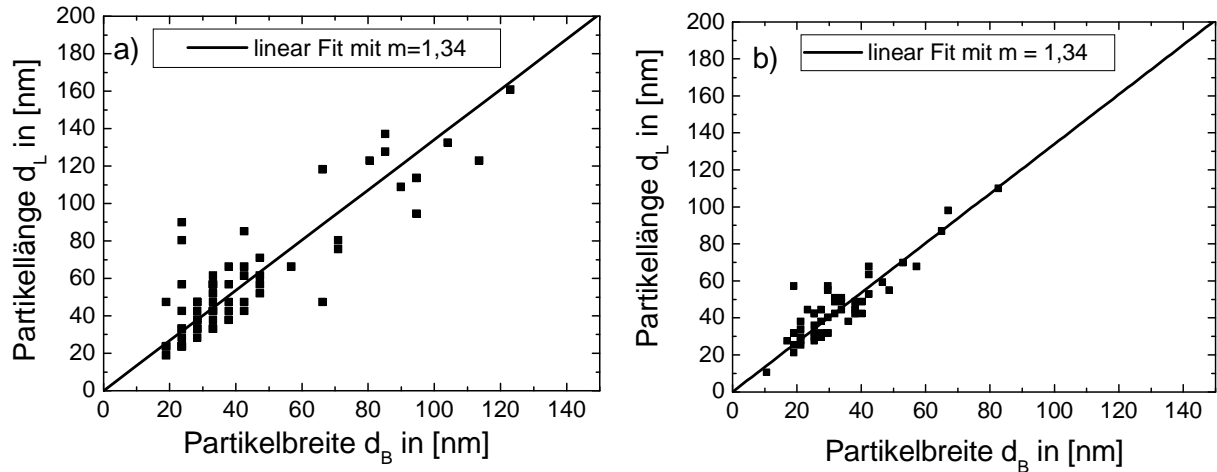 a)
linear Fit mit m=1,34
Partikellänge d_L in [nm]
200
180
160
140
120
100
80
60
40
20
0
0 20 40 60 80 100 120 140
Partikelbreite d_B in [nm]
b)
linear Fit mit m = 1,34
Partikellänge d_L in [nm]
200
180
160
140
120
100
80
60
40
20
0
0 20 40 60 80 100 120 140
Partikelbreite d_B in [nm]